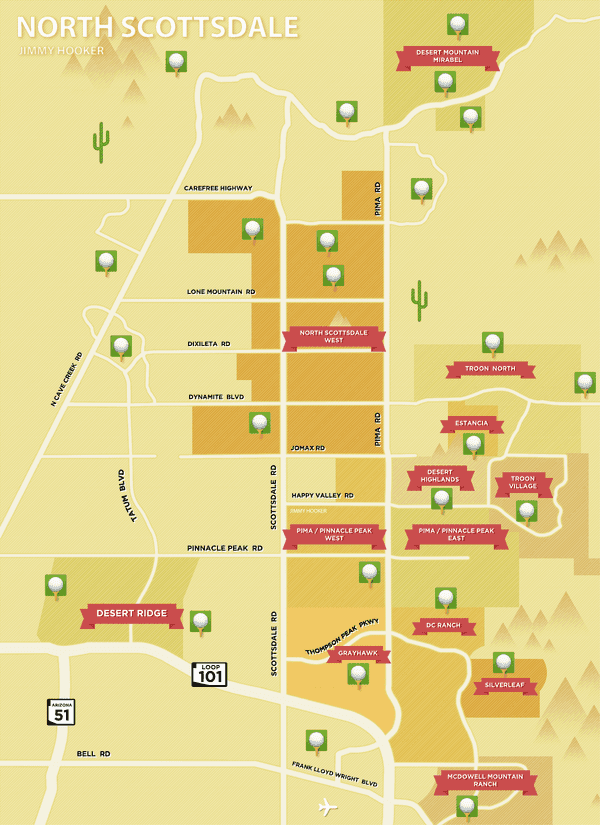 NORTH SCOTTSDALE
JIMMY HOOKER
DESERT MOUNTAIN
MIRABEL
CAREFREE HIGHWAY
PIMA RD
LONE MOUNTAIN RD
NORTH SCOTTSDALE
WEST
DIXILETA RD
TROON NORTH
N CAVE CREEK RD
DYNAMITE BLVD
PIMA RD
ESTANCIA
JOMAX RD
TATUM BLVD
SCOTTSDALE RD
DESERT
HIGHLANDS
TROON
VILLAGE
HAPPY VALLEY RD
JIMMY HOOKER
PIMA / PINNACLE PEAK
WEST
PIMA / PINNACLE PEAK
EAST
PINNACLE PEAK RD
DESERT RIDGE
SCOTTSDALE RD
THOMPSON PEAK PKWY
DC RANCH
GRAYHAWK
LOOP
101
SILVERLEAF
ARIZONA
51
BELL RD
FRANK LLOYD WRIGHT BLVD
MCDOWELL MOUNTAIN
RANCH